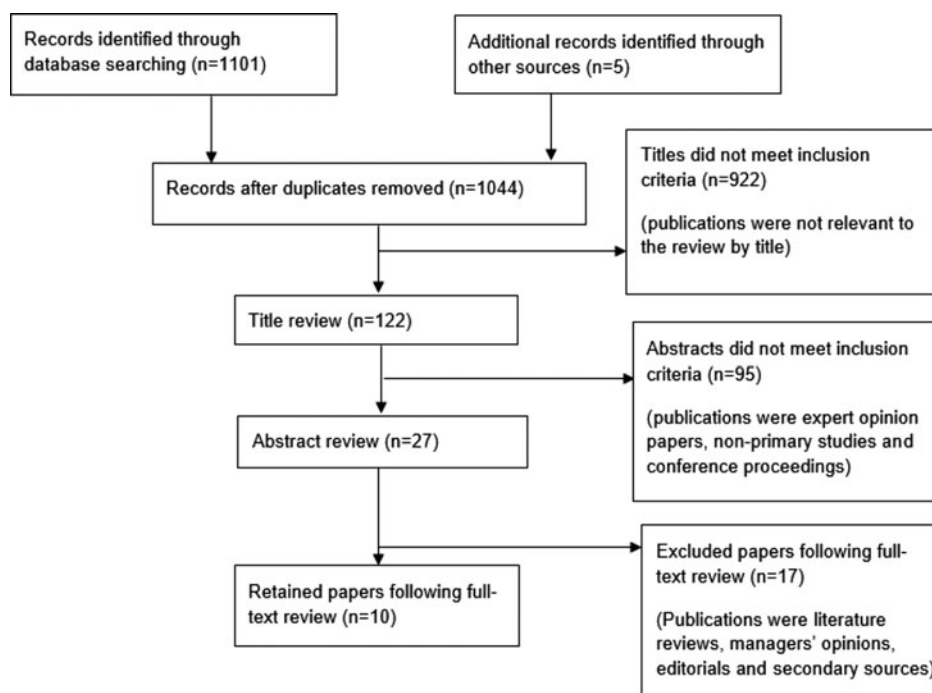 Records identified through
database searching (n=1101)
Additional records identified through
other sources (n=5)
Records after duplicates removed (n=1044)
Titles did not meet inclusion
criteria (n=922)
(publications were not relevant to
the review by title)
Title review (n=122)
Abstracts did not meet inclusion
criteria (n=95)
(publications were expert opinion
papers, non-primary studies and
conference proceedings)
Abstract review (n=27)
Excluded papers following full-
text review (n=17)
(Publications were literature
reviews, managers’ opinions,
editorials and secondary sources)
Retained papers following full-
text review (n=10)